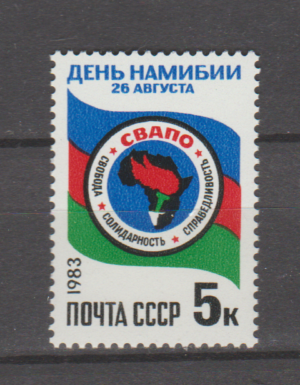 ДЕНЬ НАМИБИИ
26 АВГУСТА
СВАПО
СВОБОДА
СОЛИДАРНОСТЬ
СПРАВЕДЛИВОСТЬ
1983
ПОЧТА СССР 5к